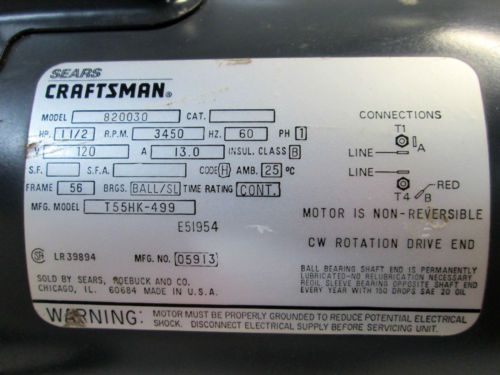 SEARS
CRAFTSMAN®
MODEL 820030 CAT.
HP. 1 1/2 R.P.M. 3450 HZ. 60 PH 1
V 120 A 13.0 INSUL. CLASS B
S.F. S.F.A. CODE H AMB. 25 ºC
FRAME 56 BRGS. BALL/SL TIME RATING CONT.
MFG. MODEL T55HK-499
E51954
SA LR39894 MFG. NO. 05913
SOLD BY SEARS, ROEBUCK AND CO.
CHICAGO, IL. 60684 MADE IN U.S.A.
CONNECTIONS
T1
A
LINE
LINE
T4 B RED
MOTOR IS NON-REVERSIBLE
CW ROTATION DRIVE END
BALL BEARING SHAFT END IS PERMANENTLY
LUBRICATED-NO RELUBRICATION NECESSARY
REOIL SLEEVE BEARING OPPOSITE SHAFT END
EVERY YEAR WITH 150 DROPS SAE 20 OIL
WARNING: MOTOR MUST BE PROPERLY GROUNDED TO REDUCE POTENTIAL ELECTRICAL
SHOCK. DISCONNECT ELECTRICAL SUPPLY BEFORE SERVICING UNIT.